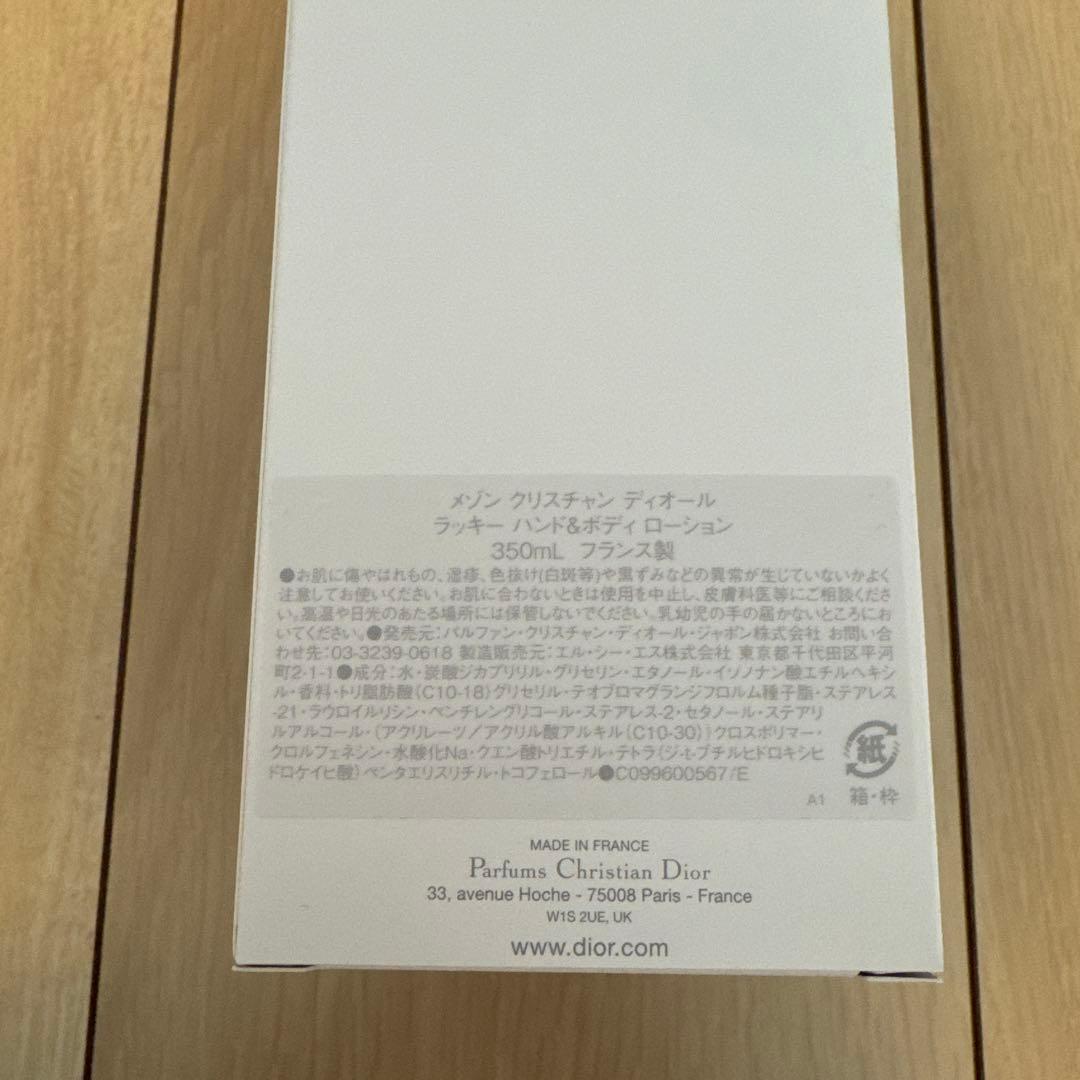 メゾン クリスチャン ディオール
ラッキー ハンド&ボディ ローション
350mL フランス製
●お肌に傷やはれもの、湿疹、色抜け(白斑等)や黒ずみなどの異常が生じていないかよく
注意してお使いください。お肌に合わないときは使用を中止し、皮膚科医等にご相談くださ
い。高温や日光のあたる場所には保管しないでください。乳幼児の手の届かないところにお
いてください。●発売元:パルファン・クリスチャン・ディオール・ジャポン株式会社 お問い合
わせ先:03-3239-0618 製造販売元:エル・シー・エス株式会社 東京都千代田区平河
町2-1-1●成分:水・炭酸ジカプリリル・グリセリン・エタノール・イソノナン酸エチルヘキシ
ル・香料・トリ脂肪酸(C10-18)グリセリル・テオブロマグランジフロルム種子脂・ステアレス
-21・ラウロイルリシン・ペンチレングリコール・ステアレス-2・セタノール・ステアリ
ルアルコール・(アクリレーツ/アクリル酸アルキル(C10-30))クロスポリマー・
クロルフェネシン・水酸化Na・クエン酸トリエチル・テトラ(ジ-t-ブチルヒドロキシヒ
ドロケイヒ酸)ペンタエリスリチル・トコフェロール●C099600567/E
紙
A1 箱・枠
MADE IN FRANCE
Parfums Christian Dior
33, avenue Hoche - 75008 Paris - France
W1S 2UE, UK
www.dior.com